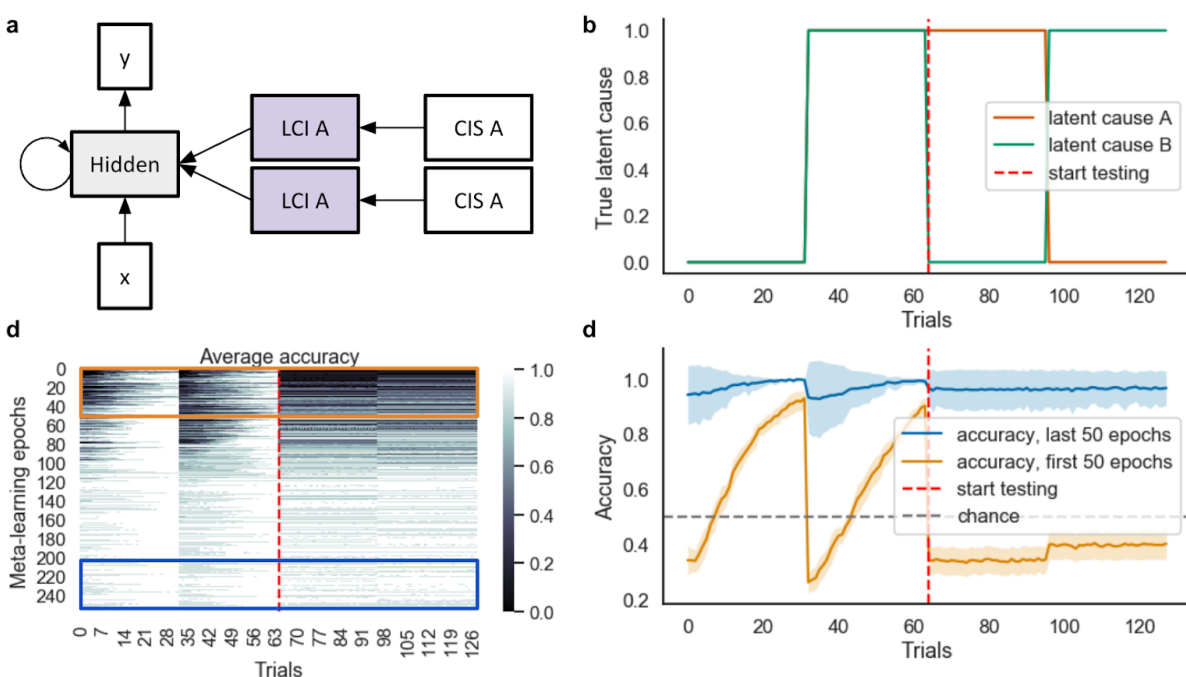 a
y
Hidden
x
LCI A
CIS A
LCI A
CIS A
b
True latent cause
1.0
0.8
0.6
0.4
0.2
0.0
latent cause A
latent cause B
start testing
0 20 40 60 80 100 120
Trials
d
Average accuracy
Meta-learning epochs
0
20
40
60
80
100
120
140
160
180
200
220
240
1.0
0.8
0.6
0.4
0.2
0.0
0 7 14 21 28 35 42 49 56 63 70 77 84 91 98 105 112 119 126
Trials
d
Accuracy
1.0
0.8
0.6
0.4
0.2
accuracy, last 50 epochs
accuracy, first 50 epochs
start testing
chance
0 20 40 60 80 100 120
Trials